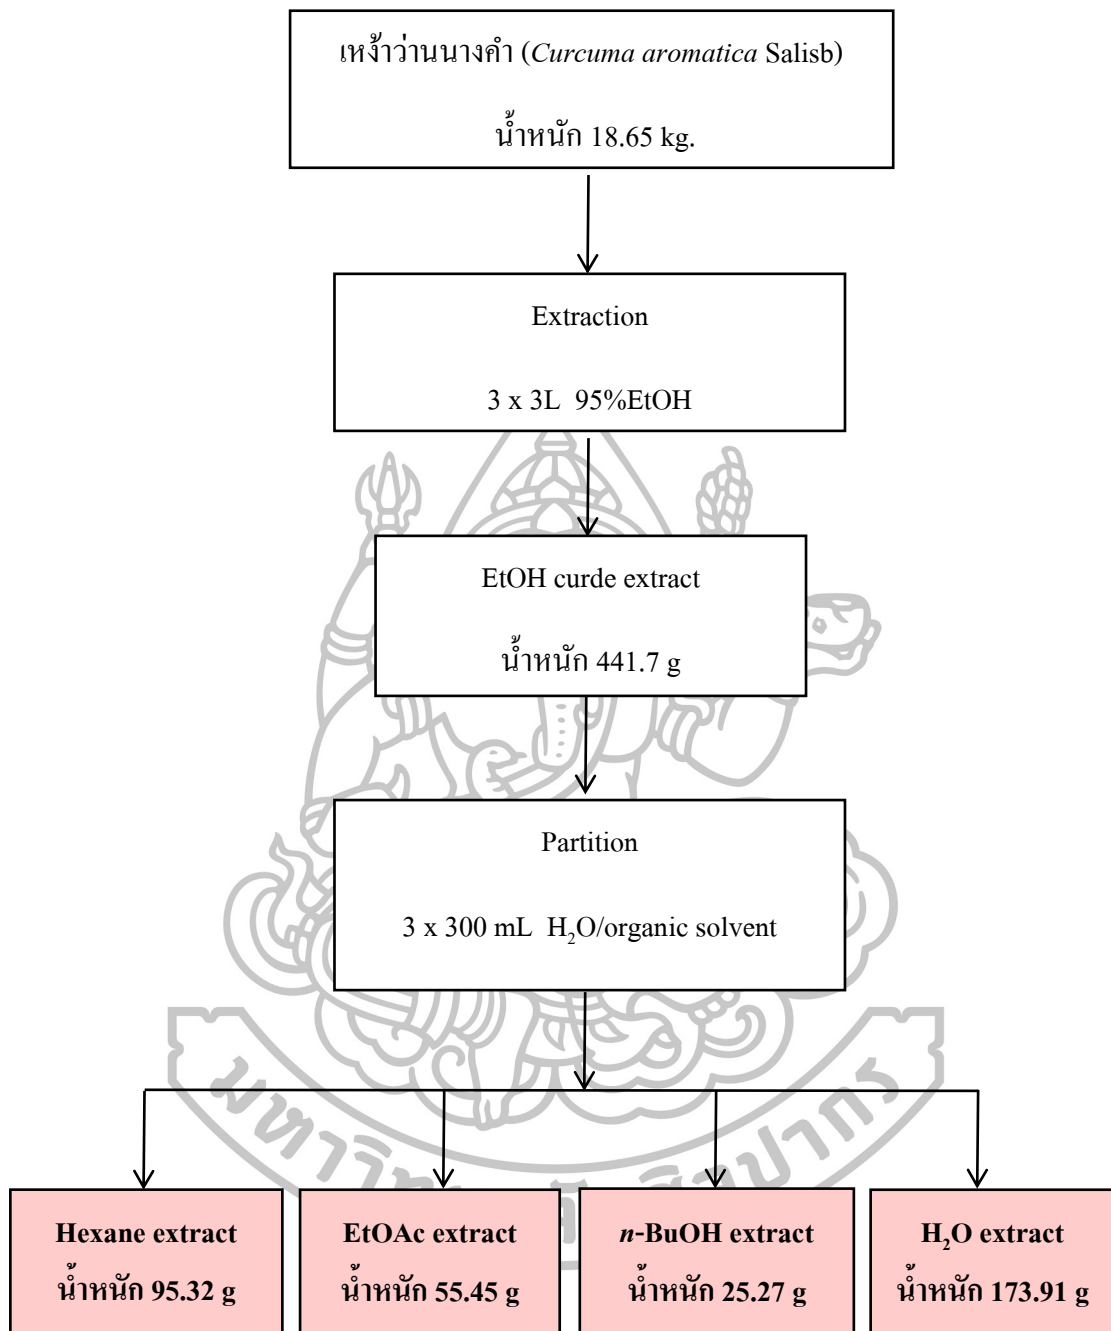 เหง้าว่านนางคำ (Curcuma aromatica Salisb)
น้ำหนัก 18.65 kg.
Extraction
3 x 3L 95%EtOH
EtOH curde extract
น้ำหนัก 441.7 g
Partition
3 x 300 mL H₂O/organic solvent
Hexane extract
น้ำหนัก 95.32 g
EtOAc extract
น้ำหนัก 55.45 g
n-BuOH extract
น้ำหนัก 25.27 g
H₂O extract
น้ำหนัก 173.91 g